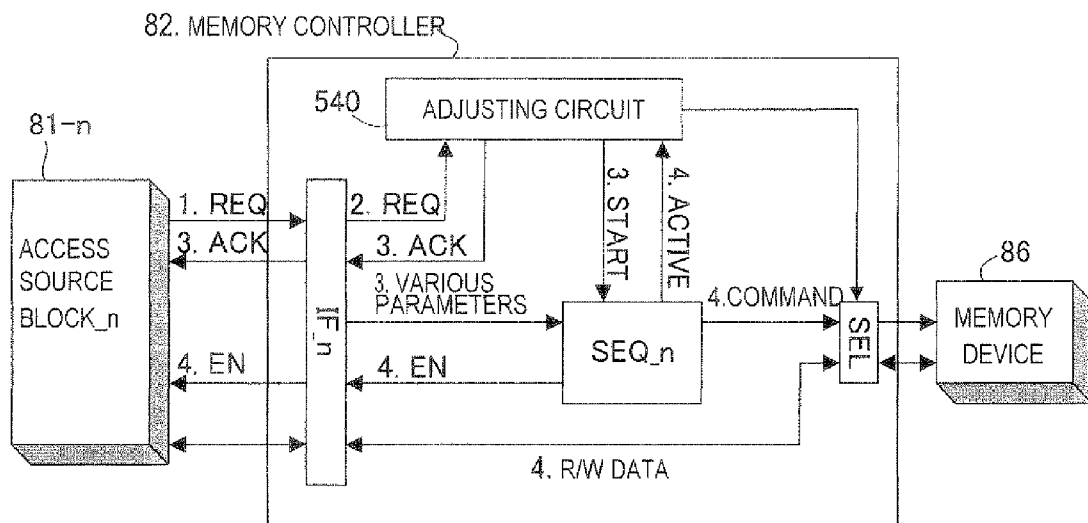 82. MEMORY CONTROLLER
540
ADJUSTING CIRCUIT
81-n
1. REQ
2. REQ
3. ACK
3. ACK
3. START
4. ACTIVE
86
ACCESS
SOURCE
BLOCK_n
3. VARIOUS
PARAMETERS
IF_n
4.COMMAND
SEL
MEMORY
DEVICE
SEQ_n
4. EN
4. EN
4. R/W DATA